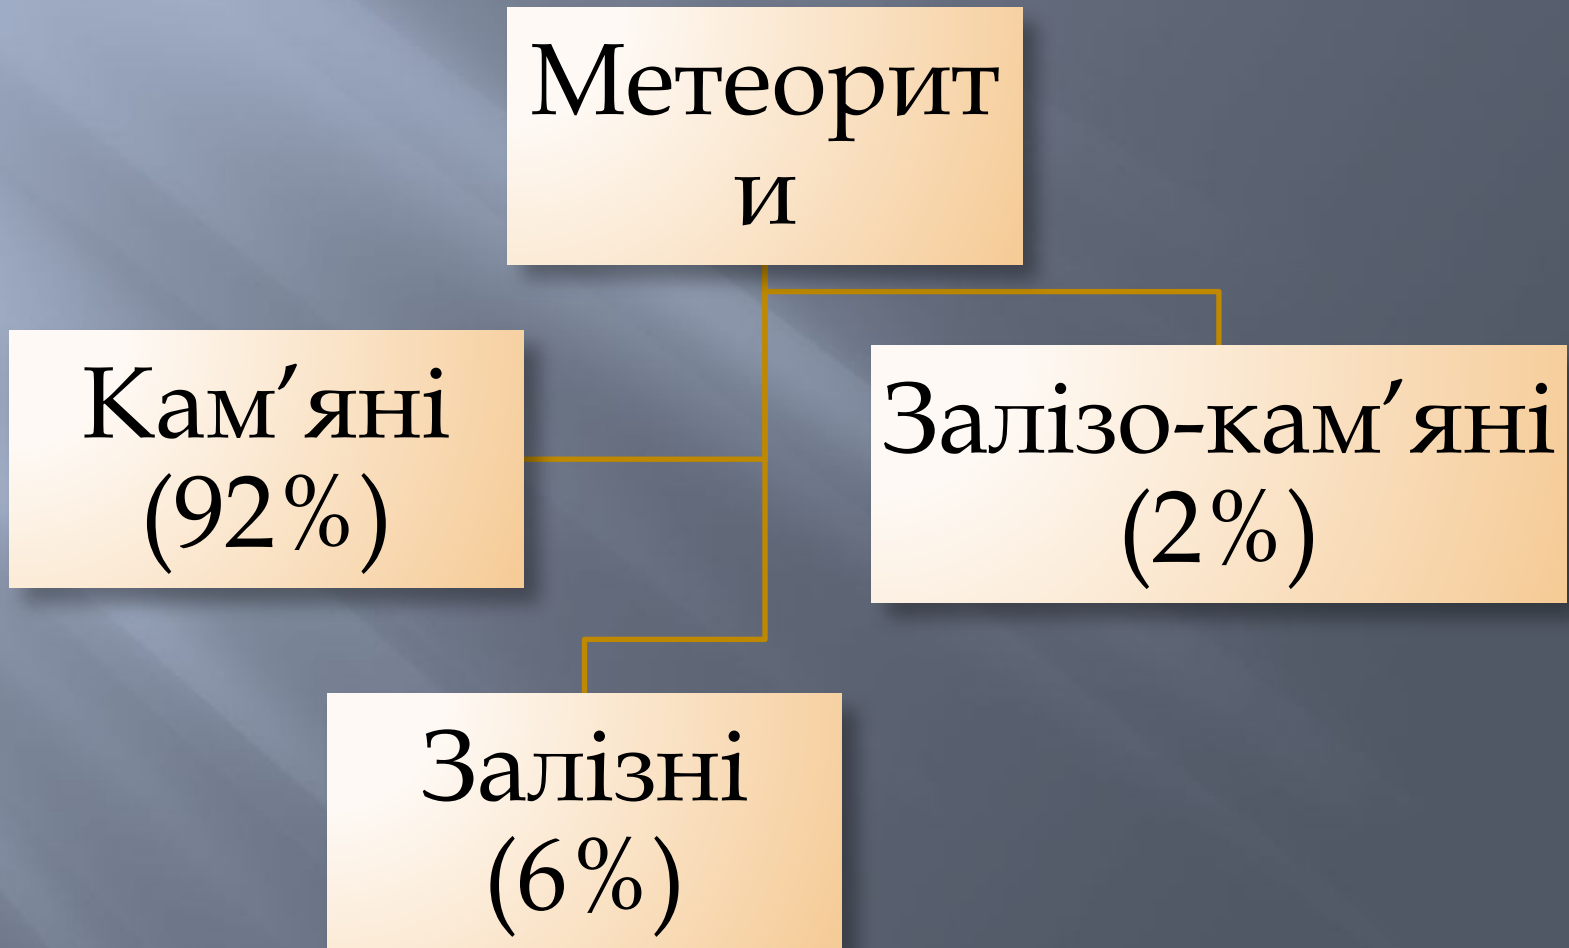 Метеорит
и
Кам’яні
(92%)
Залізо-кам’яні
(2%)
Залізні
(6%)